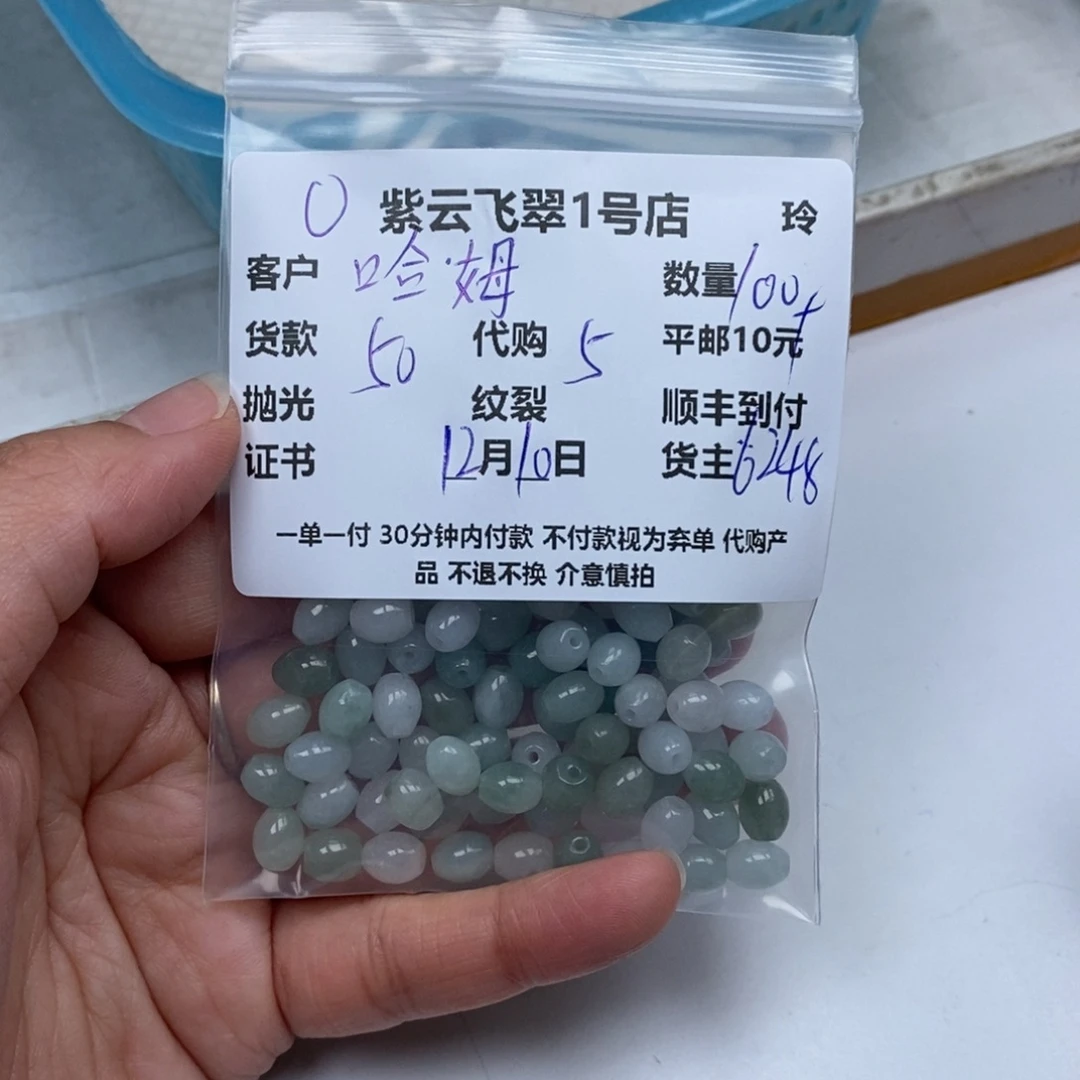 0 紫云飞翠1号店 玲
客户 哈姆 数量 100+
货款 50 代购 5 平邮10元
抛光 纹裂 顺丰到付
证书 12月10日 货主 6248
一单一付 30分钟内付款 不付款视为弃单 代购产
品 不退不换 介意慎拍